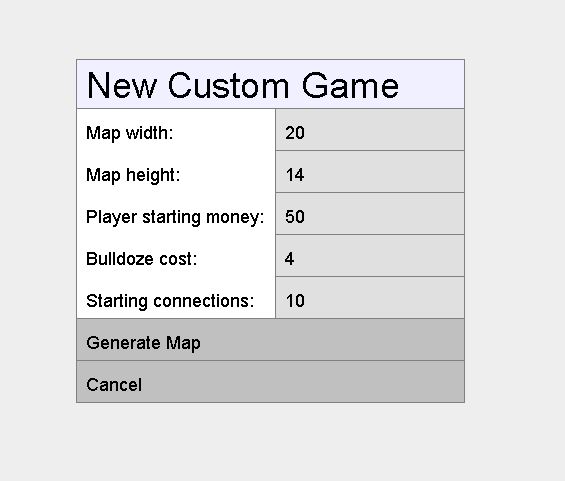 New Custom Game
Map width: 20
Map height: 14
Player starting money: 50
Bulldoze cost: 4
Starting connections: 10
Generate Map
Cancel